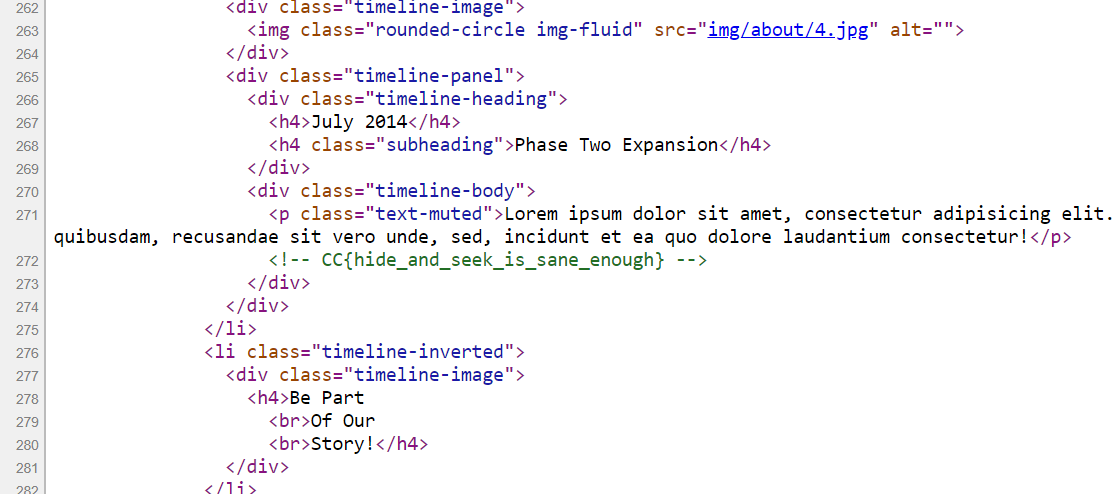 262 <div class="timeline-image">
263 <img class="rounded-circle img-fluid" src="img/about/4.jpg" alt="">
264 </div>
265 <div class="timeline-panel">
266 <div class="timeline-heading">
267 <h4>July 2014</h4>
268 <h4 class="subheading">Phase Two Expansion</h4>
269 </div>
270 <div class="timeline-body">
271 <p class="text-muted">Lorem ipsum dolor sit amet, consectetur adipisicing elit.
quibusdam, recusandae sit vero unde, sed, incidunt et ea quo dolore laudantium consectetur!</p>
272 <!-- CC{hide_and_seek_is_sane_enough} -->
273 </div>
274 </div>
275 </li>
276 <li class="timeline-inverted">
277 <div class="timeline-image">
278 <h4>Be Part
279 <br>Of Our
280 <br>Story!</h4>
281 </div>
282 </li>